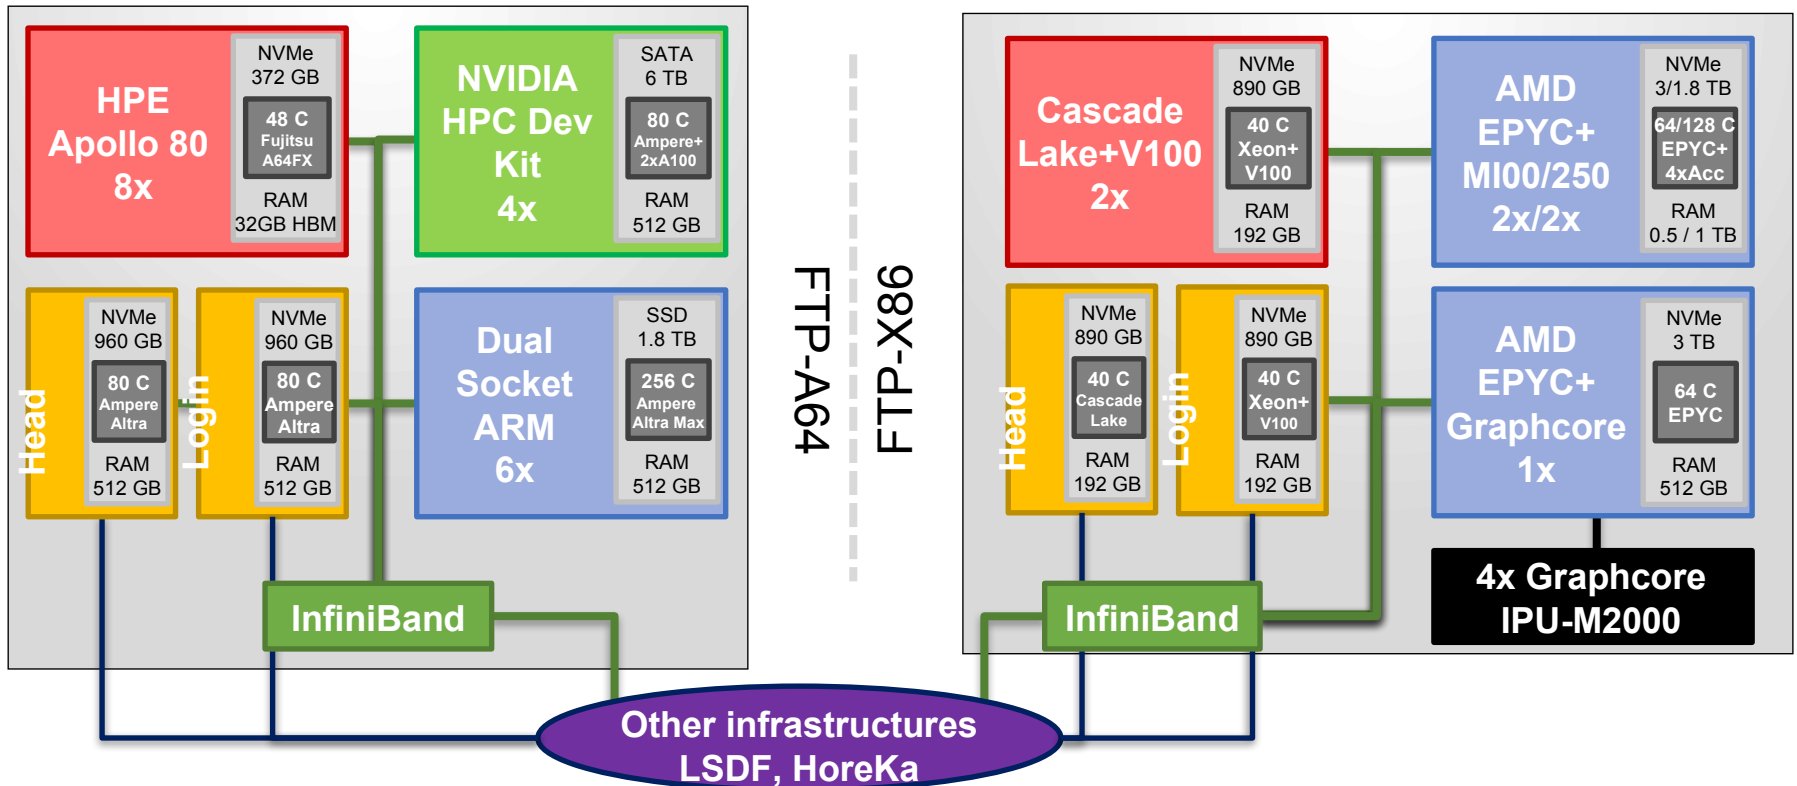 HPE
Apollo 80
8x
NVMe
372 GB
48 C
Fujitsu
A64FX
RAM
32GB HBM
NVIDIA
HPC Dev
Kit
4x
SATA
6 TB
80 C
Ampere+
2xA100
RAM
512 GB
Head
NVMe
960 GB
80 C
Ampere
Altra
RAM
512 GB
Login
NVMe
960 GB
80 C
Ampere
Altra
RAM
512 GB
Dual
Socket
ARM
6x
SSD
1.8 TB
256 C
Ampere
Altra Max
RAM
512 GB
InfiniBand
FTP-A64
FTP-X86
Cascade
Lake+V100
2x
NVMe
890 GB
40 C
Xeon+
V100
RAM
192 GB
AMD
EPYC+
MI00/250
2x/2x
NVMe
3/1.8 TB
64/128 C
EPYC+
4xAcc
RAM
0.5 / 1 TB
Head
NVMe
890 GB
40 C
Cascade
Lake
RAM
192 GB
Login
NVMe
890 GB
40 C
Xeon+
V100
RAM
192 GB
AMD
EPYC+
Graphcore
1x
NVMe
3 TB
64 C
EPYC
RAM
512 GB
InfiniBand
4x Graphcore
IPU-M2000
Other infrastructures
LSDF, HoreKa